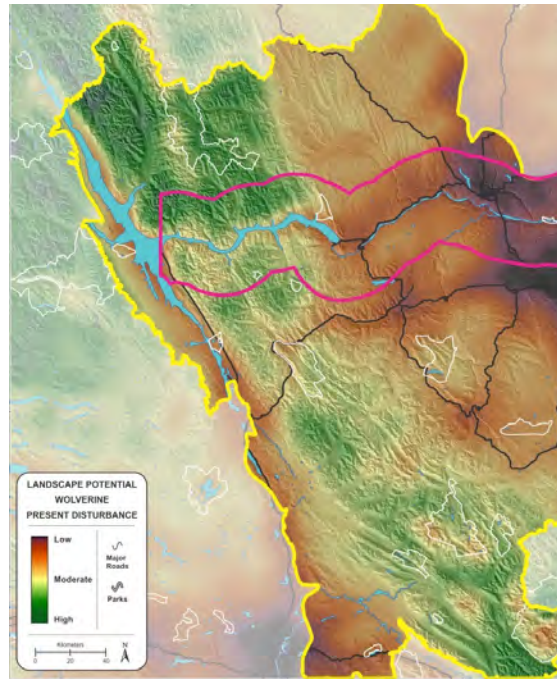 LANDSCAPE POTENTIAL
WOLVERINE
PRESENT DISTURBANCE
Low
Moderate
High
Major
Roads
Parks
Kilometers
N
0 20 40